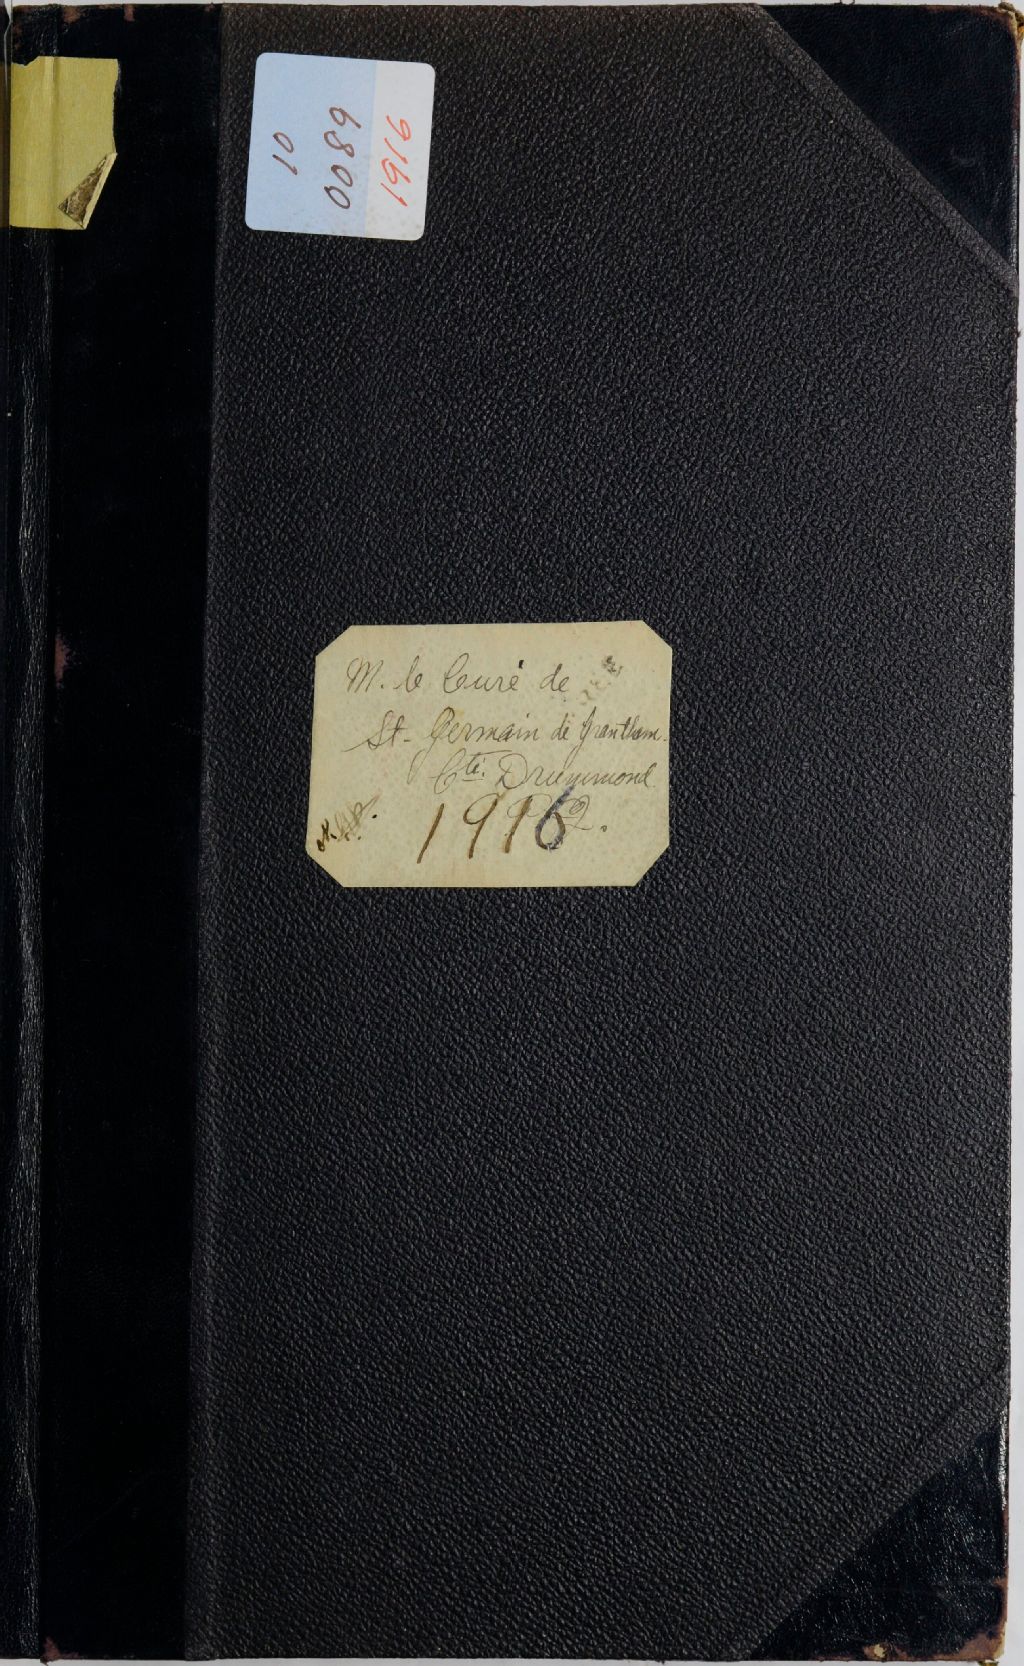 10
0089
1916
M. le Curé de
St-Germain de Grantham.
Cté. Drummond
P. Q.
1916